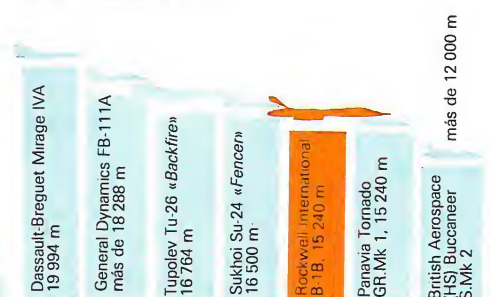 Dassault-Breguet Mirage IVA
19 994 m
General Dynamics FB-111A
más de 18 288 m
Tupolev Tu-26 «Backfire»
16 764 m
Sukhoi Su-24 «Fencer»
16 500 m
Rockwell International
B-1B, 15 240 m
Panavia Tornado
GR.Mk 1, 15 240 m
British Aerospace
(HS) Buccaneer
S.Mk 2
más de 12 000 m